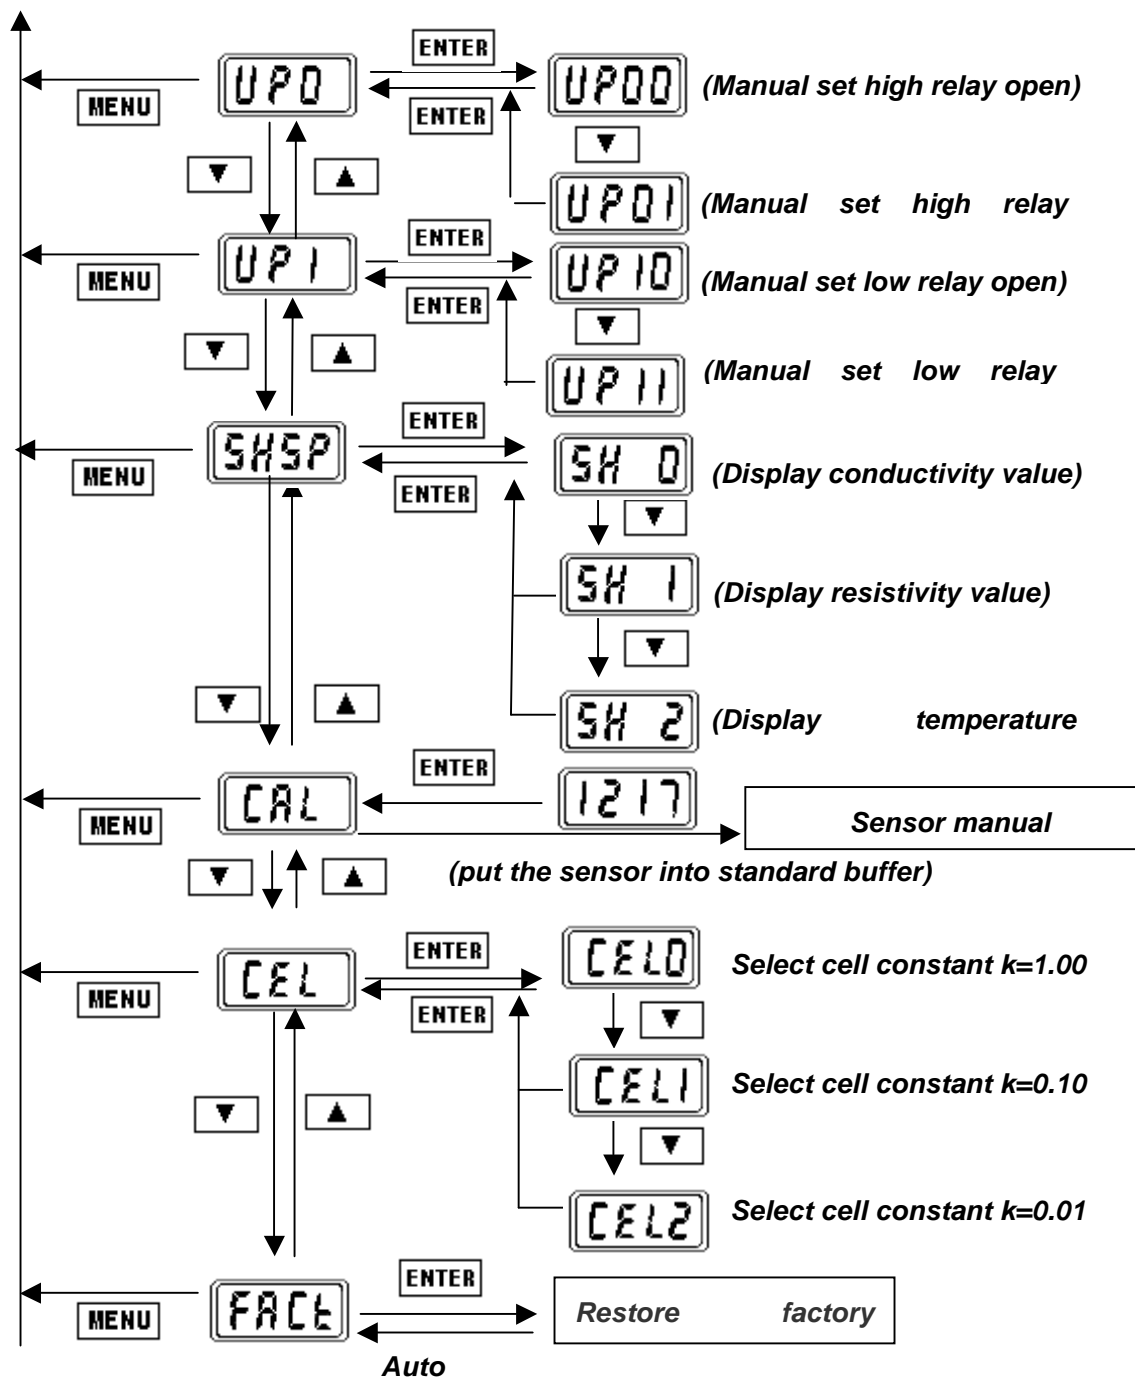 ENTER
UP0
UP00 (Manual set high relay open)
MENU
ENTER
▼
▼ ▲
UP01 (Manual set high relay
ENTER
UP1
UP10 (Manual set low relay open)
MENU
ENTER
▼
▼ ▲
UP11 (Manual set low relay
ENTER
SHSP
SH 0 (Display conductivity value)
MENU
ENTER
▼
SH 1 (Display resistivity value)
▼
▼ ▲
SH 2 (Display temperature
ENTER
CAL
1217
MENU
Sensor manual
(put the sensor into standard buffer)
▼ ▲
ENTER
CEL
CEL0 Select cell constant k=1.00
MENU
ENTER
▼
CEL1 Select cell constant k=0.10
▼ ▲
▼
CEL2 Select cell constant k=0.01
ENTER
FACt
Restore factory
MENU
Auto